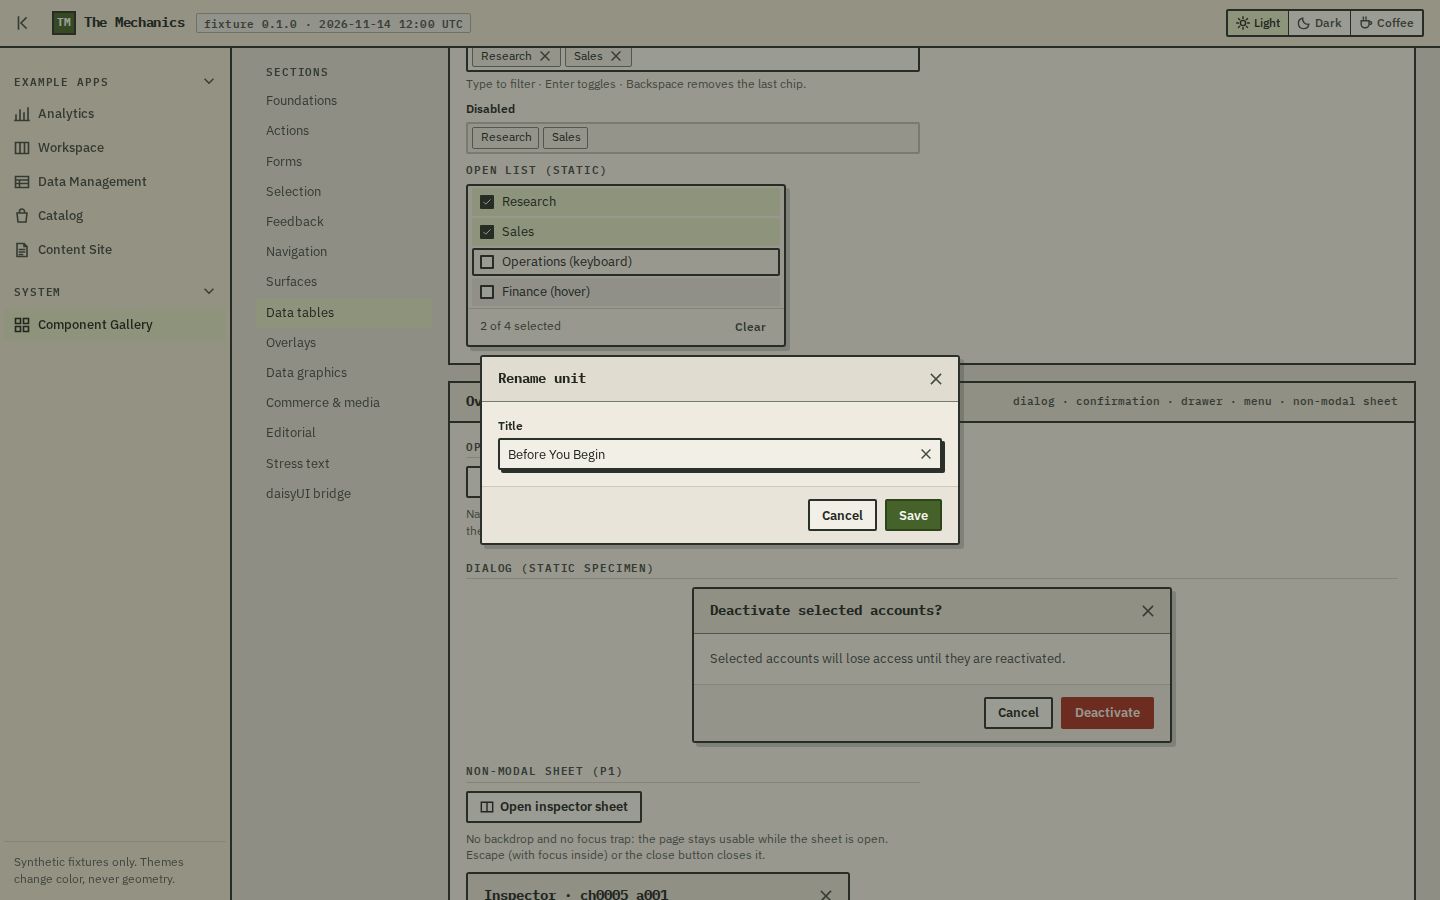 TM The Mechanics fixture 0.1.0 · 2026-11-14 12:00 UTC
Light Dark Coffee
EXAMPLE APPS
Analytics
Workspace
Data Management
Catalog
Content Site
SYSTEM
Component Gallery
Synthetic fixtures only. Themes
change color, never geometry.
SECTIONS
Foundations
Actions
Forms
Selection
Feedback
Navigation
Surfaces
Data tables
Overlays
Data graphics
Commerce & media
Editorial
Stress text
daisyUI bridge
Research Sales
Type to filter · Enter toggles · Backspace removes the last chip.
Disabled
Research Sales
OPEN LIST (STATIC)
Research
Sales
Operations (keyboard)
Finance (hover)
2 of 4 selected Clear
dialog · confirmation · drawer · menu · non-modal sheet
Rename unit
Title
Before You Begin
Cancel Save
DIALOG (STATIC SPECIMEN)
Deactivate selected accounts?
Selected accounts will lose access until they are reactivated.
Cancel Deactivate
NON-MODAL SHEET (P1)
Open inspector sheet
No backdrop and no focus trap: the page stays usable while the sheet is open.
Escape (with focus inside) or the close button closes it.
Inspector · ch0005_a001